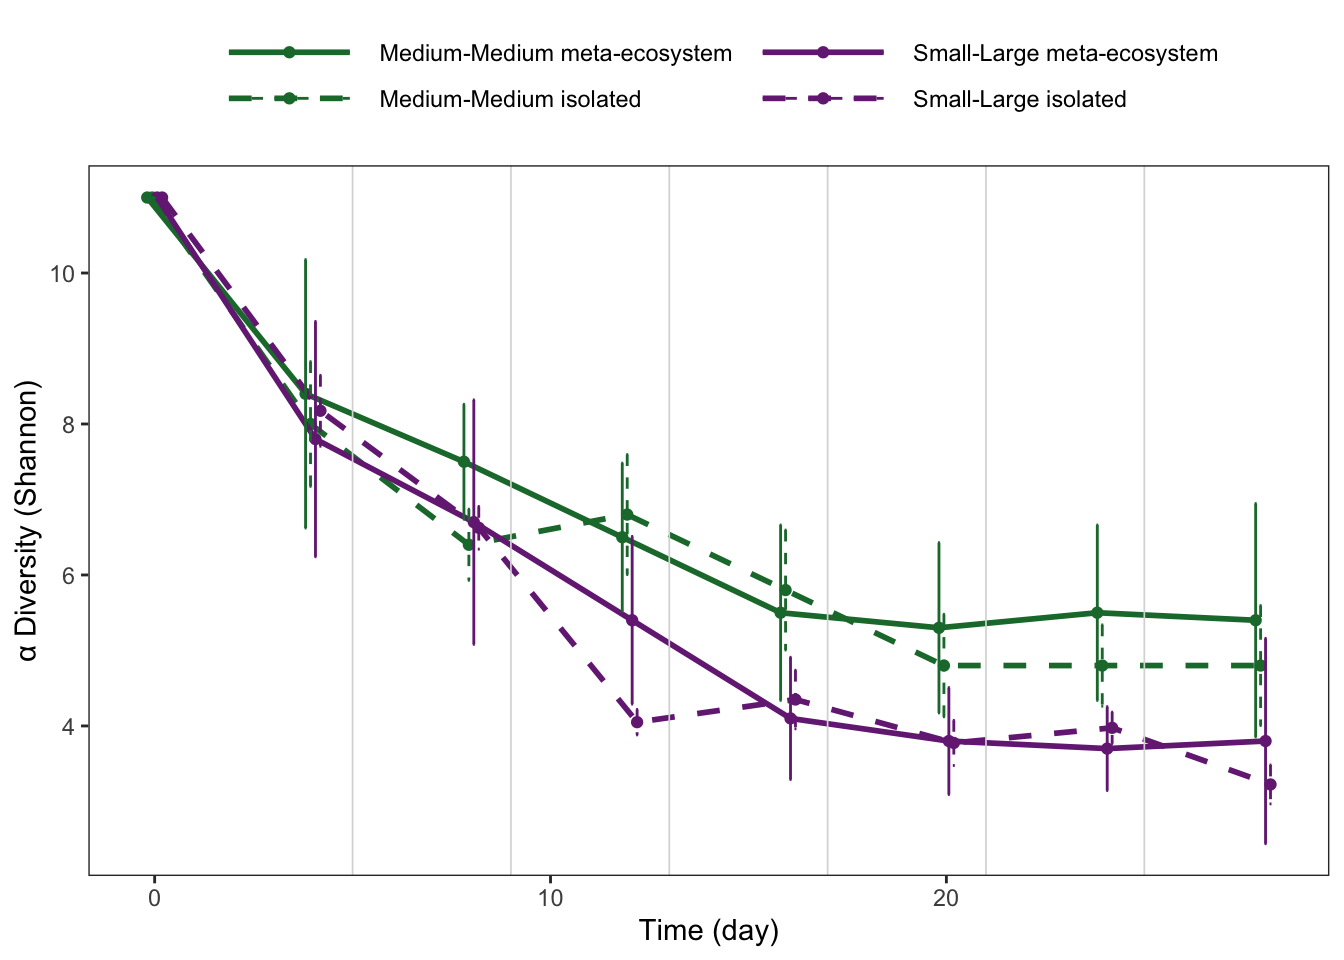 Medium-Medium meta-ecosystem Small-Large meta-ecosystem
Medium-Medium isolated Small-Large isolated
10
8
6
4
α Diversity (Shannon)
0 10 20
Time (day)